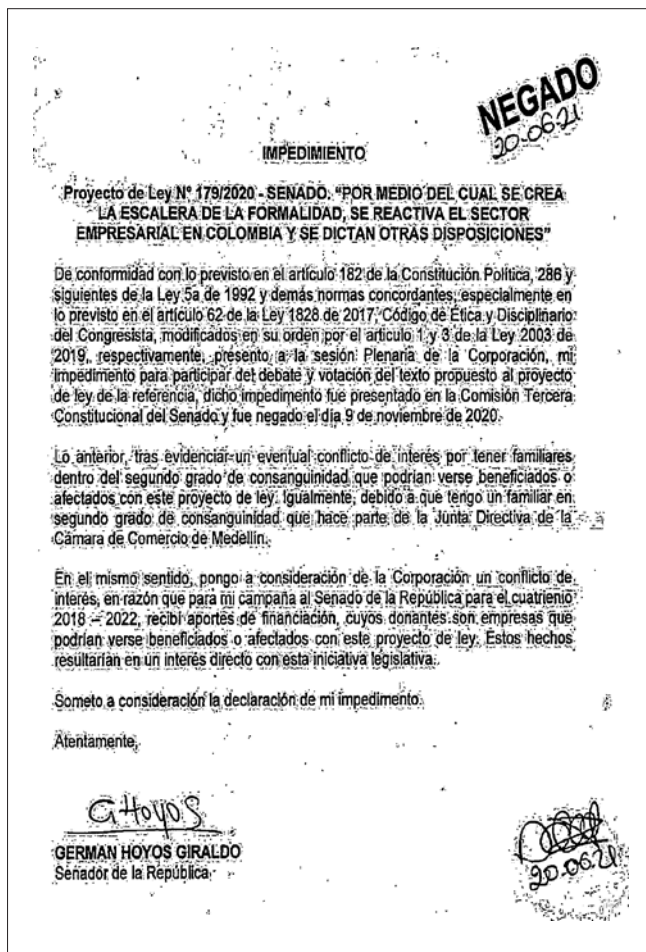 NEGADO
20-06-21
IMPEDIMIENTO
Proyecto de Ley N° 179/2020 - SENADO: "POR MEDIO DEL CUAL SE CREA
LA ESCALERA DE LA FORMALIDAD, SE REACTIVA EL SECTOR
EMPRESARIAL EN COLOMBIA Y SE DICTAN OTRAS DISPOSICIONES"
De conformidad con lo previsto en el artículo 182 de la Constitución Política, 286 y
siguientes de la Ley 5a de 1992 y demás normas concordantes, especialmente en
lo previsto en el artículo 62 de la Ley 1828 de 2017, Código de Ética y Disciplinario
del Congresista, modificados en su orden por el artículo 1 y 3 de la Ley 2003 de
2019, respectivamente, presento a la sesión Plenaria de la Corporación, mi
impedimento para participar del debate y votación del texto propuesto al proyecto
de ley de la referencia, dicho impedimento fue presentado en la Comisión Tercera
Constitucional del Senado y fue negado el día 9 de noviembre de 2020.
Lo anterior, tras evidenciar un eventual conflicto de interés por tener familiares
dentro del segundo grado de consanguinidad que podrían verse beneficiados o
afectados con este proyecto de ley. Igualmente, debido a que tengo un familiar en
segundo grado de consanguinidad que hace parte de la Junta Directiva de la
Cámara de Comercio de Medellín.
En el mismo sentido, pongo a consideración de la Corporación un conflicto de
interés, en razón que para mi campaña al Senado de la República para el cuatrienio
2018 – 2022, recibí aportes de financiación, cuyos donantes son empresas que
podrían verse beneficiados o afectados con este proyecto de ley. Estos hechos
resultarían en un interés directo con esta iniciativa legislativa.
Someto a consideración la declaración de mi impedimento.
Atentamente,
GHoyos
GERMAN HOYOS GIRALDO
Senador de la República
20.06.21